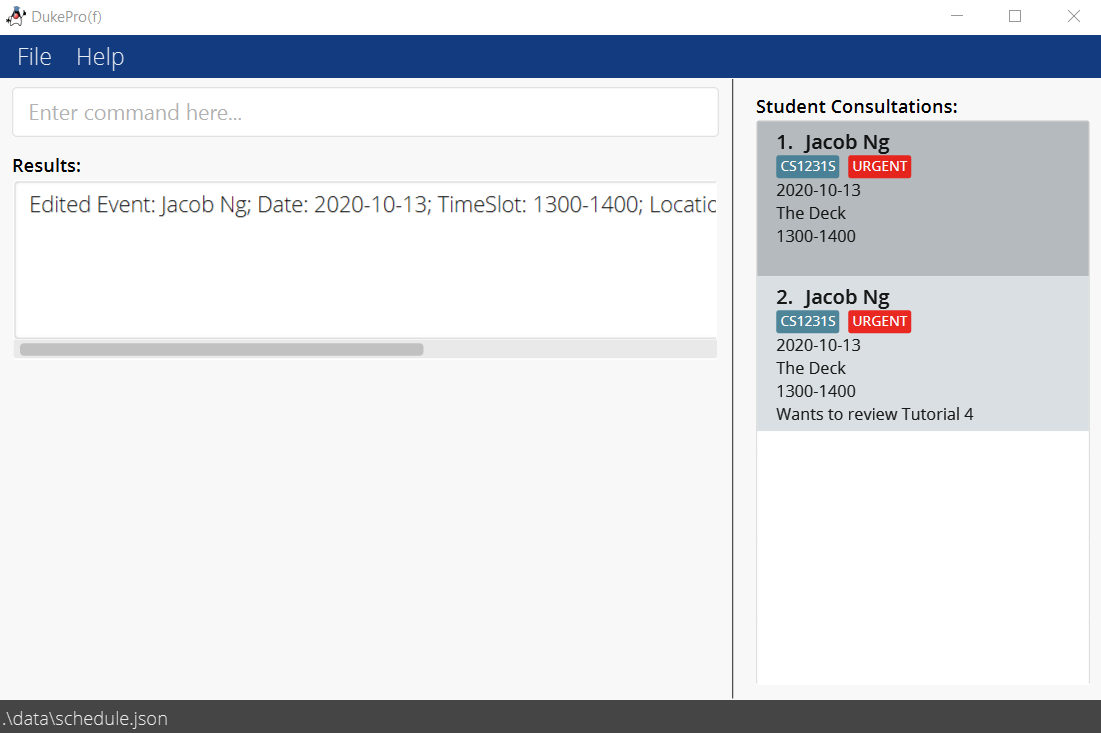 DukePro(f)
File Help
Enter command here...
Results:
Edited Event: Jacob Ng; Date: 2020-10-13; TimeSlot: 1300-1400; Locatio
Student Consultations:
1. Jacob Ng
CS1231S URGENT
2020-10-13
The Deck
1300-1400
2. Jacob Ng
CS1231S URGENT
2020-10-13
The Deck
1300-1400
Wants to review Tutorial 4
.\data\schedule.json